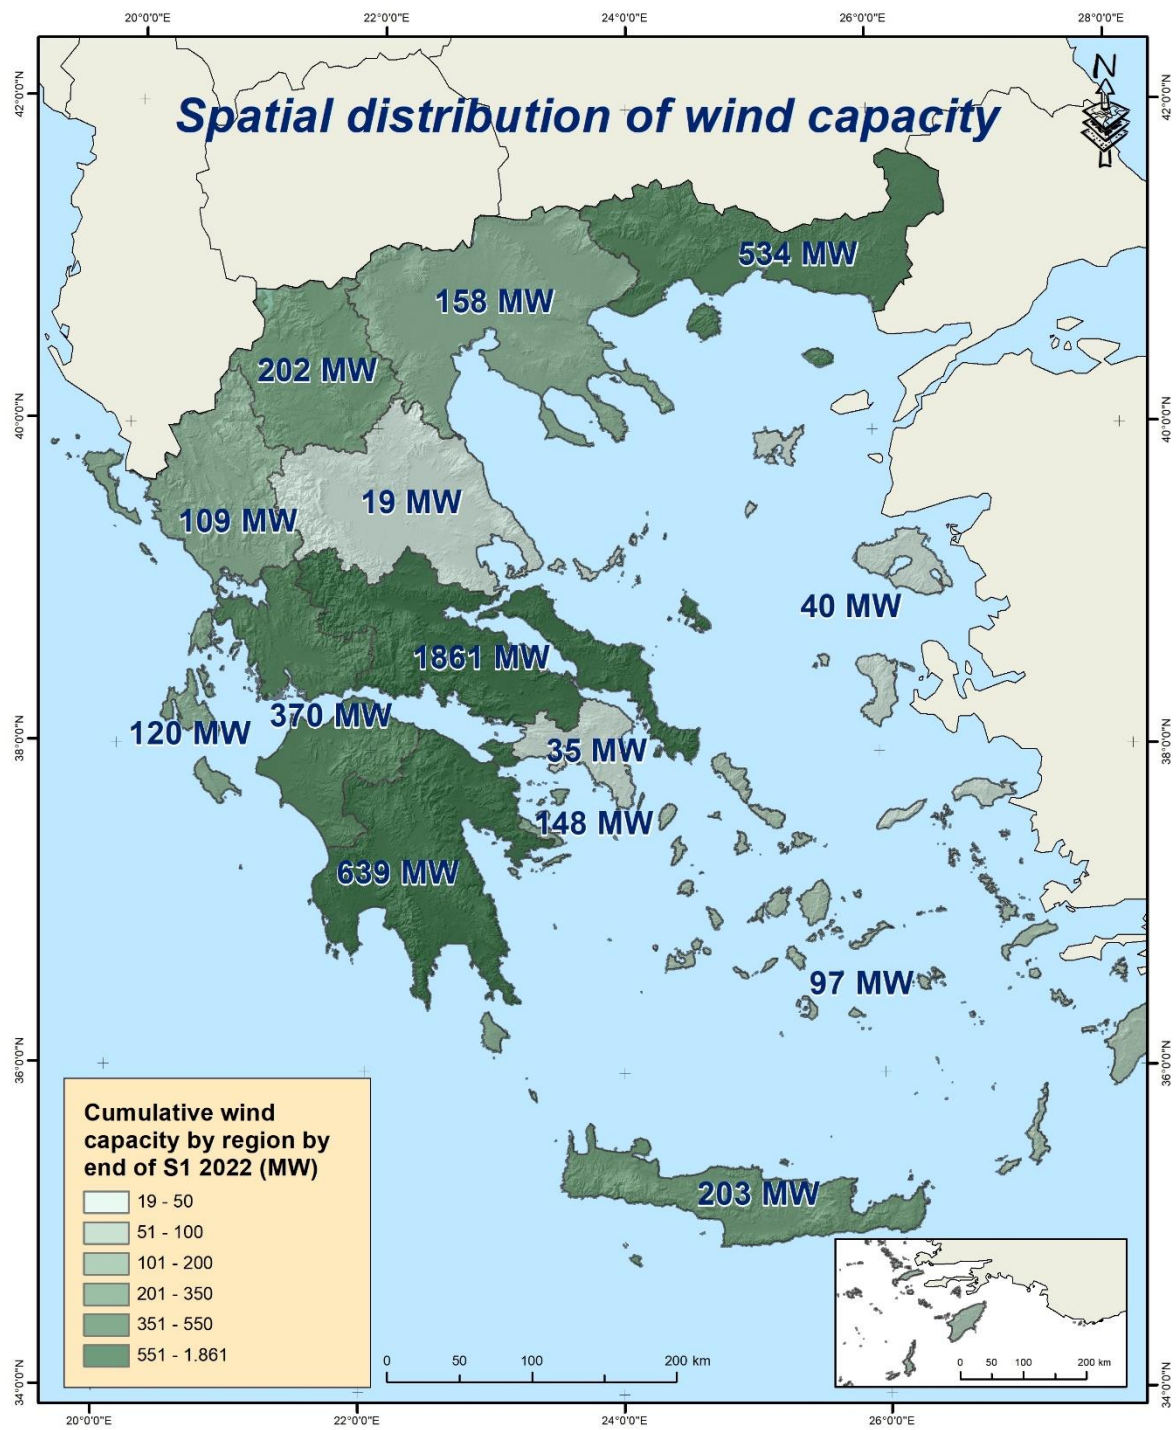 20°0'0"E 22°0'0"E 24°0'0"E 26°0'0"E 28°0'0"E
N
42°0'0"N 42°0'0"N
Spatial distribution of wind capacity
534 MW
158 MW
202 MW
40°0'0"N 40°0'0"N
19 MW
109 MW
40 MW
1861 MW
370 MW
120 MW
38°0'0"N 38°0'0"N
35 MW
148 MW
639 MW
97 MW
36°0'0"N 36°0'0"N
203 MW
Cumulative wind
capacity by region by
end of S1 2022 (MW)
19 - 50
51 - 100
101 - 200
201 - 350
351 - 550
551 - 1.861
0 50 100 200 km
0 50 100 200 km
34°0'0"N 34°0'0"N
20°0'0"E 22°0'0"E 24°0'0"E 26°0'0"E